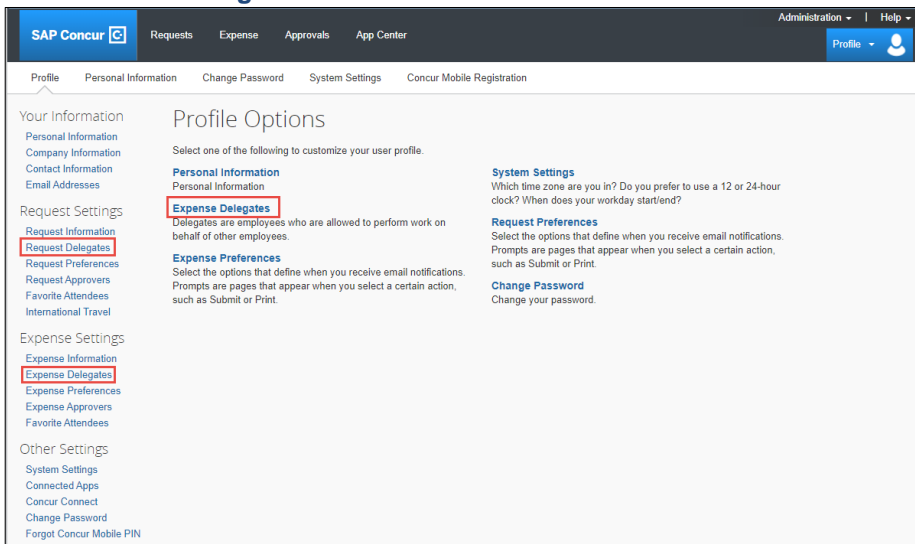 Administration | Help
SAP Concur C Requests Expense Approvals App Center
Profile
Profile Personal Information Change Password System Settings Concur Mobile Registration
Your Information
Personal Information
Company Information
Contact Information
Email Addresses
Request Settings
Request Information
Request Delegates
Request Preferences
Request Approvers
Favorite Attendees
International Travel
Expense Settings
Expense Information
Expense Delegates
Expense Preferences
Expense Approvers
Favorite Attendees
Other Settings
System Settings
Connected Apps
Concur Connect
Change Password
Forgot Concur Mobile PIN
Profile Options
Select one of the following to customize your user profile.
Personal Information
Personal Information
Expense Delegates
Delegates are employees who are allowed to perform work on
behalf of other employees.
Expense Preferences
Select the options that define when you receive email notifications.
Prompts are pages that appear when you select a certain action,
such as Submit or Print.
System Settings
Which time zone are you in? Do you prefer to use a 12 or 24-hour
clock? When does your workday start/end?
Request Preferences
Select the options that define when you receive email notifications.
Prompts are pages that appear when you select a certain action,
such as Submit or Print.
Change Password
Change your password.